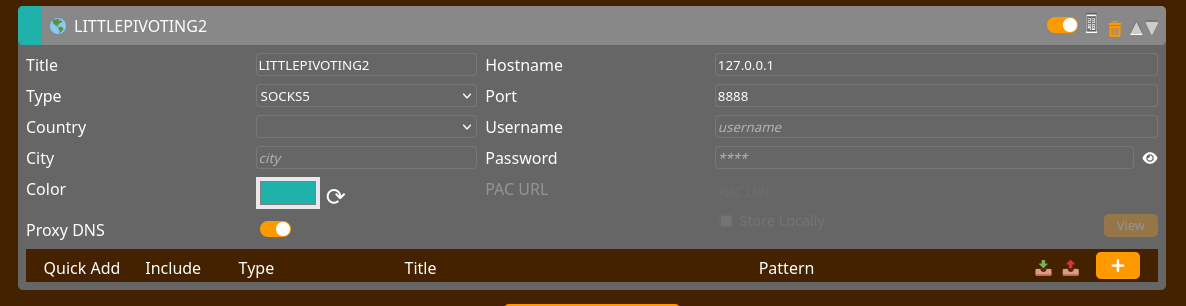 LITTLEPIVOTING2
Title LITTLEPIVOTING2 Hostname 127.0.0.1
Type SOCKS5 Port 8888
Country Username username
City city Password ****
Color PAC URL PAC URL
Store Locally
Proxy DNS View
Quick Add Include Type Title Pattern +